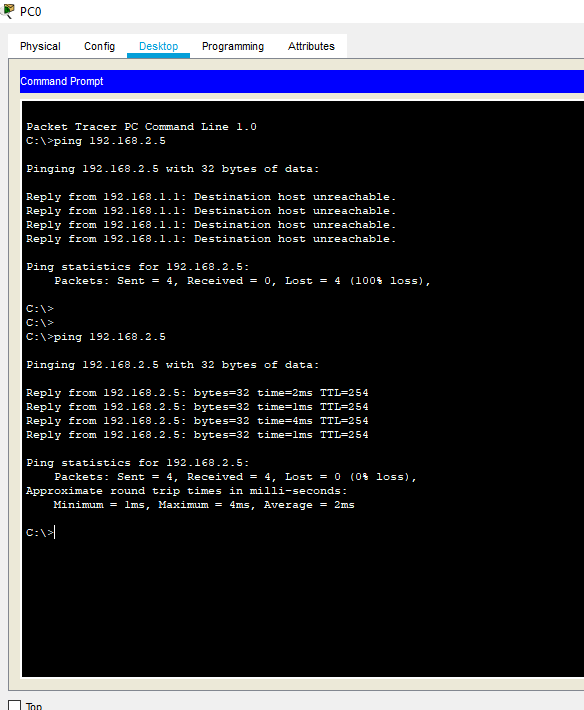 PC0
Physical Config Desktop Programming Attributes
Command Prompt
Packet Tracer PC Command Line 1.0
C:\>ping 192.168.2.5
Pinging 192.168.2.5 with 32 bytes of data:
Reply from 192.168.1.1: Destination host unreachable.
Reply from 192.168.1.1: Destination host unreachable.
Reply from 192.168.1.1: Destination host unreachable.
Reply from 192.168.1.1: Destination host unreachable.
Ping statistics for 192.168.2.5:
Packets: Sent = 4, Received = 0, Lost = 4 (100% loss),
C:\>
C:\>
C:\>ping 192.168.2.5
Pinging 192.168.2.5 with 32 bytes of data:
Reply from 192.168.2.5: bytes=32 time=2ms TTL=254
Reply from 192.168.2.5: bytes=32 time=1ms TTL=254
Reply from 192.168.2.5: bytes=32 time=4ms TTL=254
Reply from 192.168.2.5: bytes=32 time=1ms TTL=254
Ping statistics for 192.168.2.5:
Packets: Sent = 4, Received = 4, Lost = 0 (0% loss),
Approximate round trip times in milli-seconds:
Minimum = 1ms, Maximum = 4ms, Average = 2ms
C:\>
Top